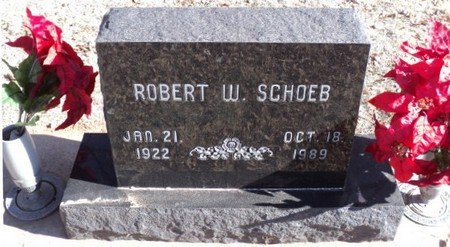 ROBERT W. SCHOEB
JAN. 21, OCT. 18,
1922 1989